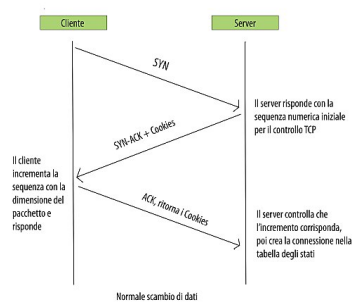 Cliente
Server
SYN
Il server risponde con la
sequenza numerica iniziale
per il controllo TCP
SYN-ACK + Cookies
Il cliente
incrementa la
sequenza con la
dimensione del
pacchetto e
risponde
ACK, ritorna i Cookies
Il server controlla che
l'incremento corrisponda,
poi crea la connessione nella
tabella degli stati
Normale scambio di dati